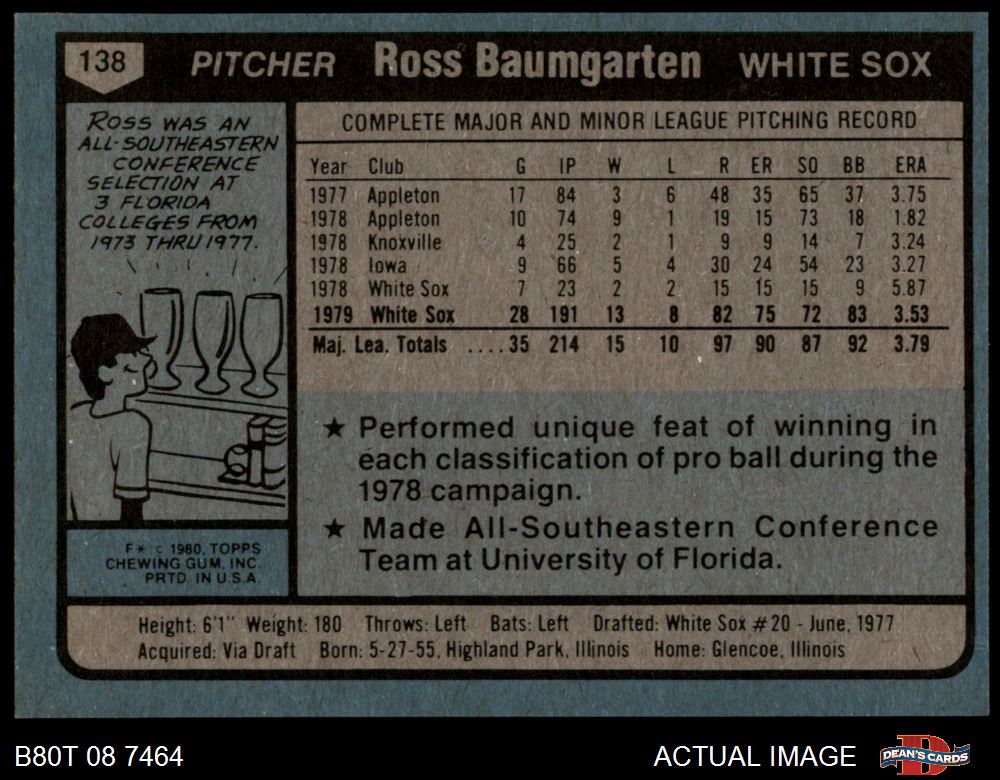 138 PITCHER Ross Baumgarten WHITE SOX
ROSS WAS AN
ALL-SOUTHEASTERN
CONFERENCE
SELECTION AT
3 FLORIDA
COLLEGES FROM
1973 THRU 1977.
COMPLETE MAJOR AND MINOR LEAGUE PITCHING RECORD
Year Club G IP W L R ER SO BB ERA
1977 Appleton 17 84 3 6 48 35 65 37 3.75
1978 Appleton 10 74 9 1 19 15 73 18 1.82
1978 Knoxville 4 25 2 1 9 9 14 7 3.24
1978 Iowa 9 66 5 4 30 24 54 23 3.27
1978 White Sox 7 23 2 2 15 15 15 9 5.87
1979 White Sox 28 191 13 8 82 75 72 83 3.53
Maj. Lea. Totals ....35 214 15 10 97 90 87 92 3.79
★ Performed unique feat of winning in
each classification of pro ball during the
1978 campaign.
★ Made All-Southeastern Conference
Team at University of Florida.
F* © 1980, TOPPS
CHEWING GUM, INC.
PRTD. IN U.S.A.
Height: 6'1" Weight: 180 Throws: Left Bats: Left Drafted: White Sox #20 - June, 1977
Acquired: Via Draft Born: 5-27-55, Highland Park, Illinois Home: Glencoe, Illinois
B80T 08 7464 ACTUAL IMAGE DEAN'S CARDS